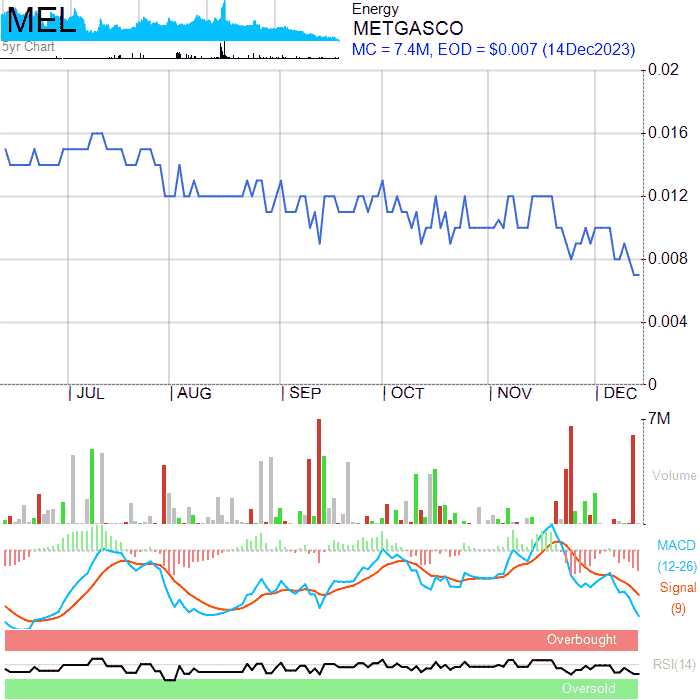 MEL
5yr Chart
Energy
METGASCO
MC = 7.4M, EOD = $0.007 (14Dec2023)
0.02
0.016
0.012
0.008
0.004
0
JUL AUG SEP OCT NOV DEC
7M
Volume
MACD
(12-26)
Signal
(9)
Overbought
RSI(14)
Oversold